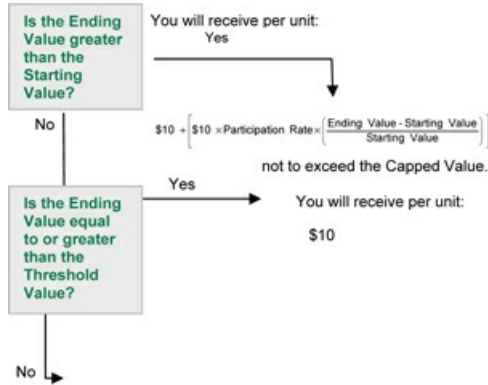 Is the Ending
Value greater
than the
Starting
Value?
You will receive per unit:
Yes
$10 + [$10 ×Participation Rate×(Ending Value - Starting Value / Starting Value)]
not to exceed the Capped Value.
No
Is the Ending
Value equal
to or greater
than the
Threshold
Value?
Yes
You will receive per unit:
$10
No